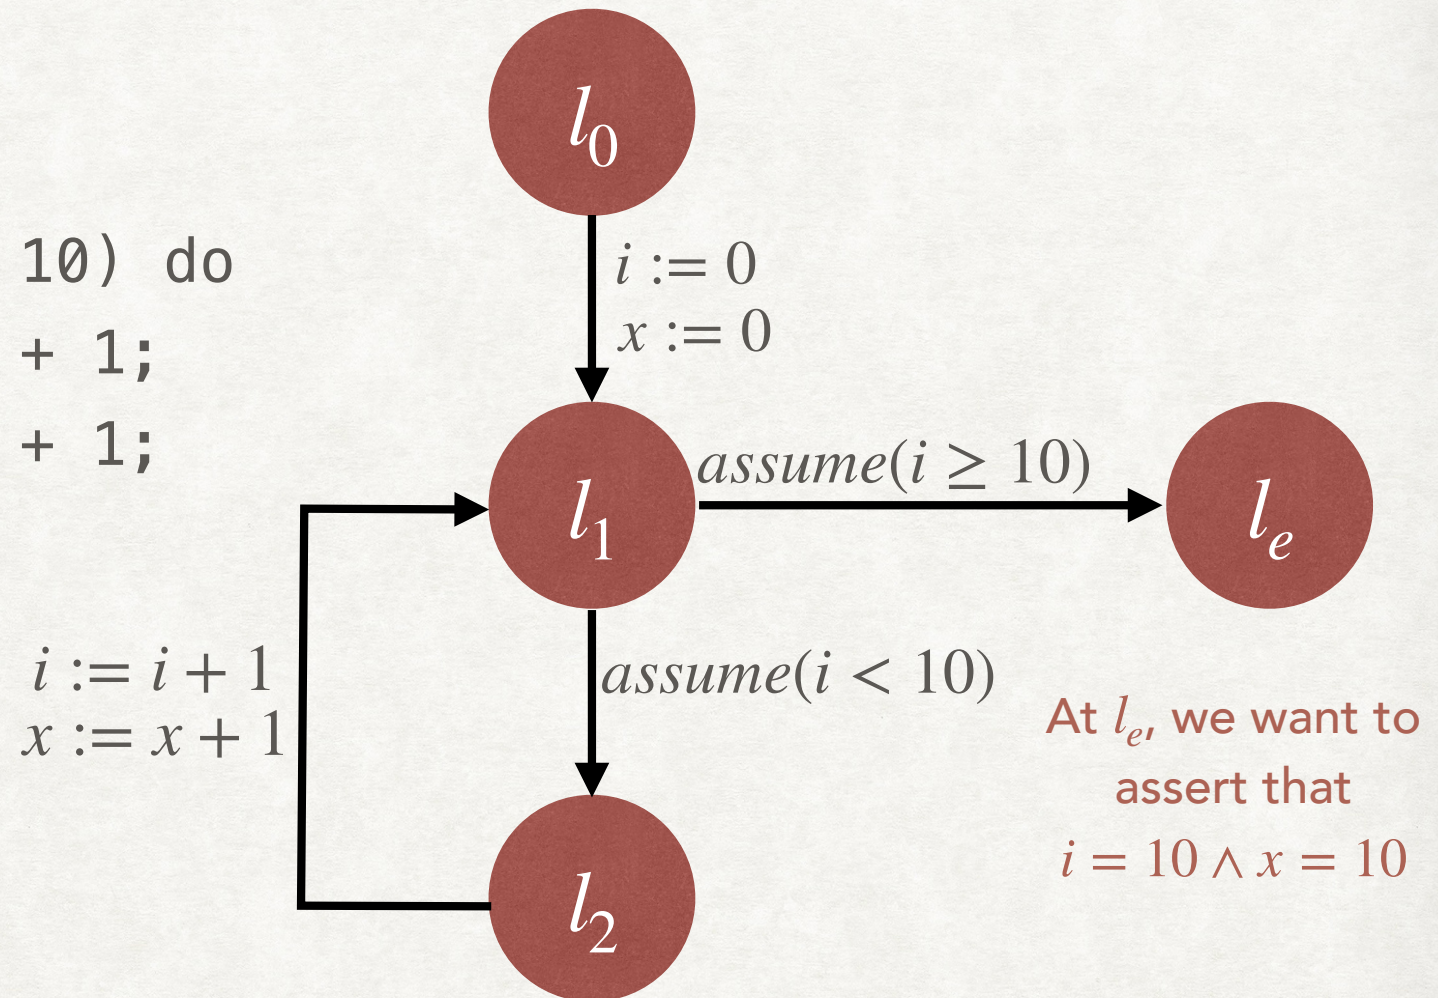 l₀
10) do
+ 1;
+ 1;
i := 0
x := 0
l₁
assume(i ≥ 10)
lₑ
i := i + 1
x := x + 1
assume(i < 10)
At lₑ, we want to
assert that
i = 10 ∧ x = 10
l₂